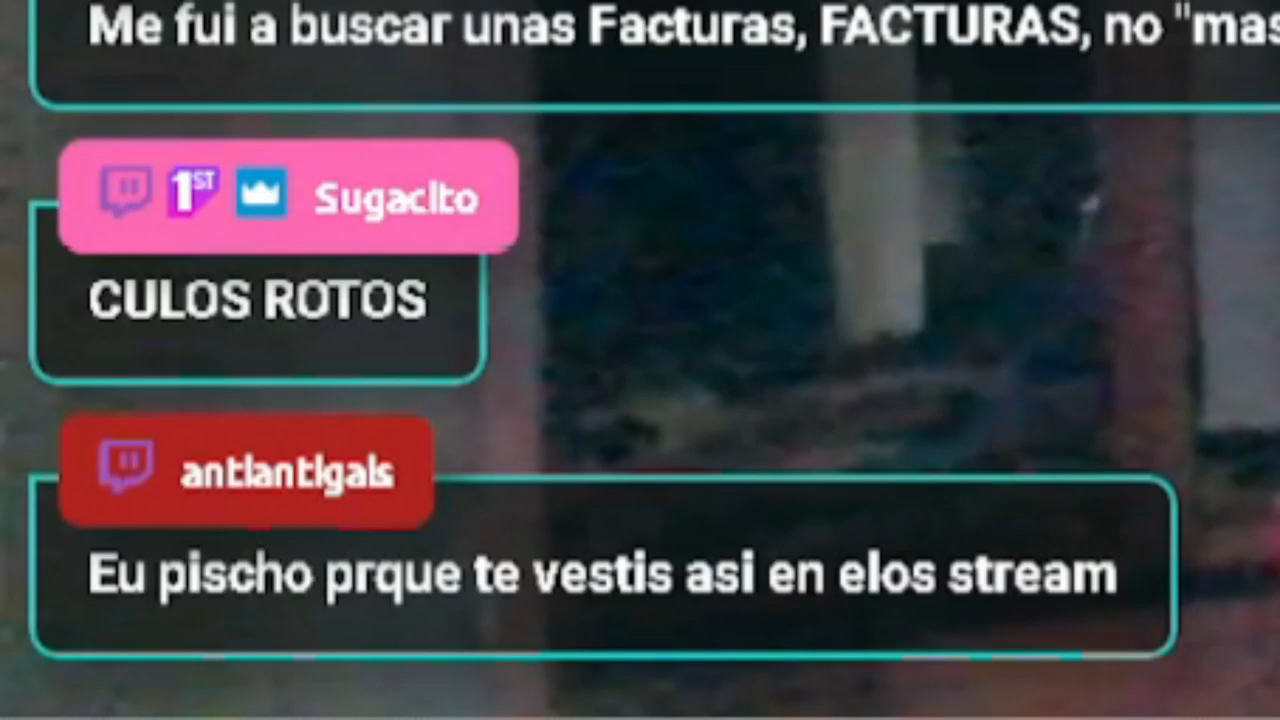 Me fui a buscar unas Facturas, FACTURAS, no "mas
1ST Sugacito
CULOS ROTOS
antiantigais
Eu pischo prque te vestis asi en elos stream